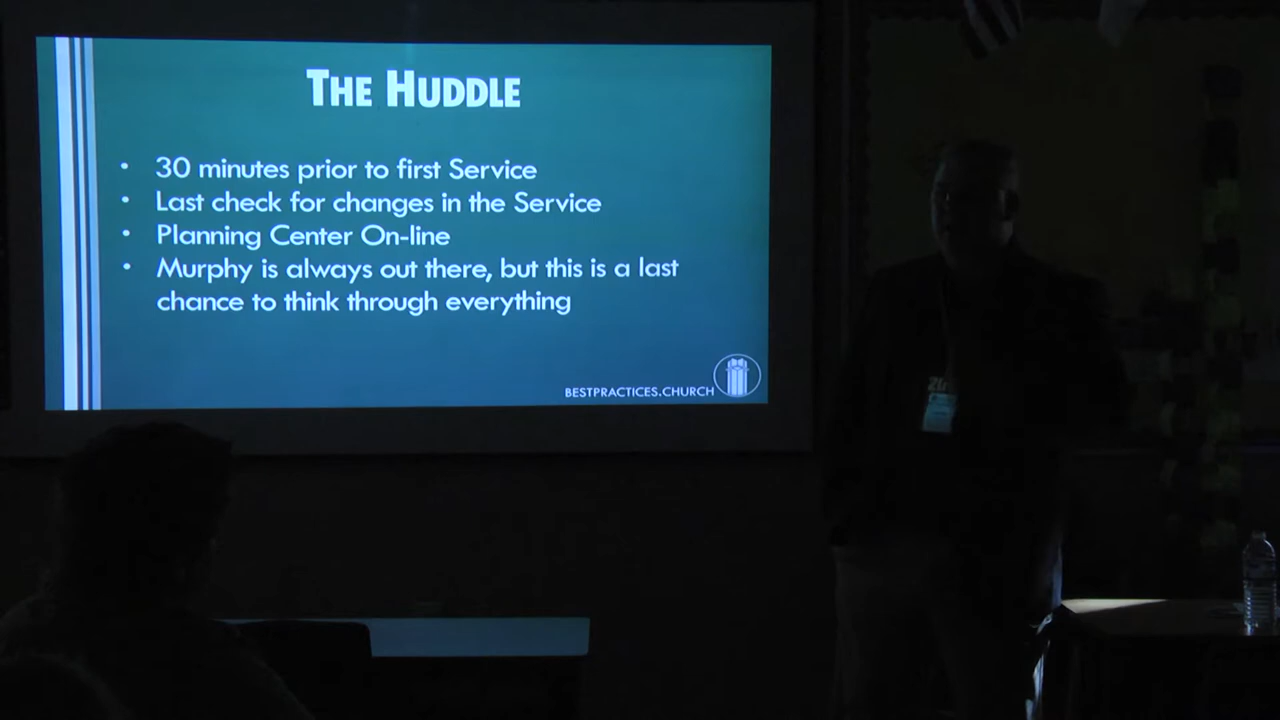 THE HUDDLE
• 30 minutes prior to first Service
• Last check for changes in the Service
• Planning Center On-line
• Murphy is always out there, but this is a last
chance to think through everything
BESTPRACTICES.CHURCH